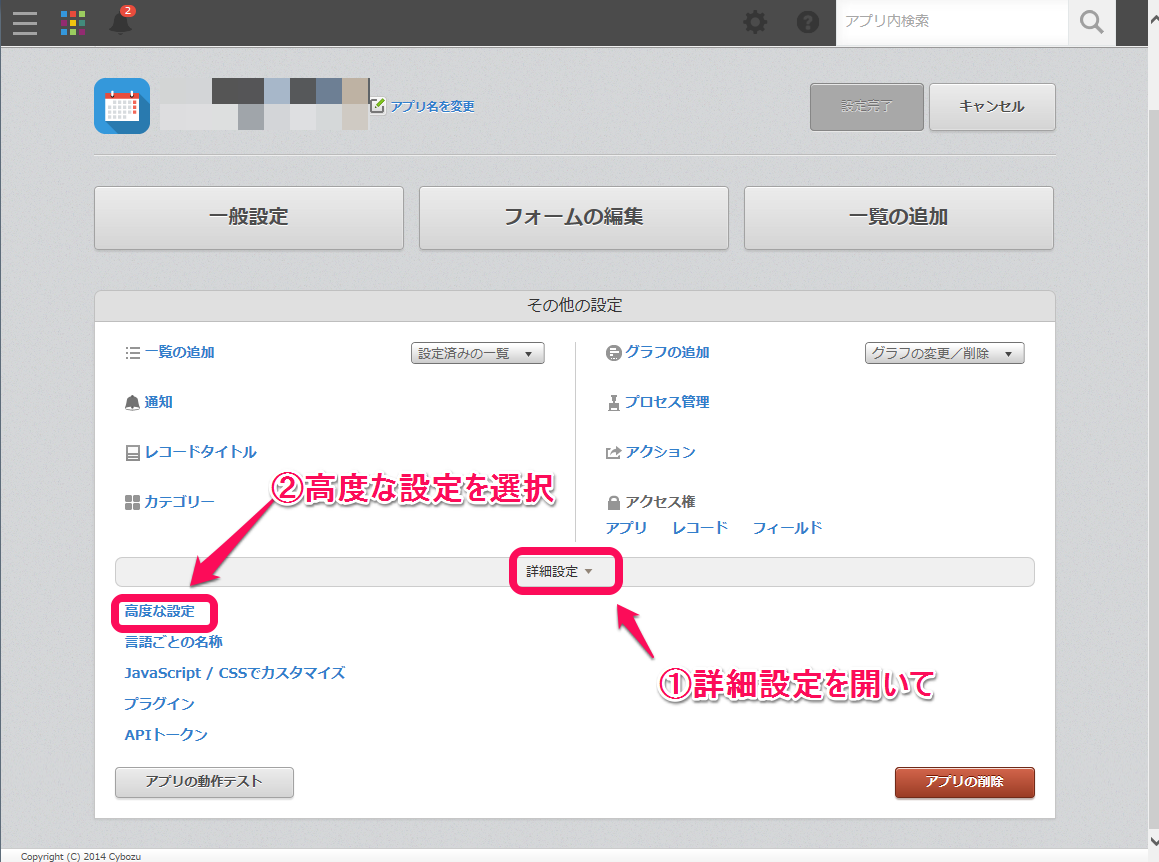 2
アプリ内検索
アプリ名を変更
設定完了
キャンセル
一般設定
フォームの編集
一覧の追加
その他の設定
一覧の追加
設定済みの一覧
グラフの追加
グラフの変更／削除
通知
プロセス管理
レコードタイトル
アクション
②高度な設定を選択
カテゴリー
アクセス権
アプリ レコード フィールド
詳細設定
高度な設定
言語ごとの名称
JavaScript / CSSでカスタマイズ
①詳細設定を開いて
プラグイン
APIトークン
アプリの動作テスト
アプリの削除
Copyright (C) 2014 Cybozu